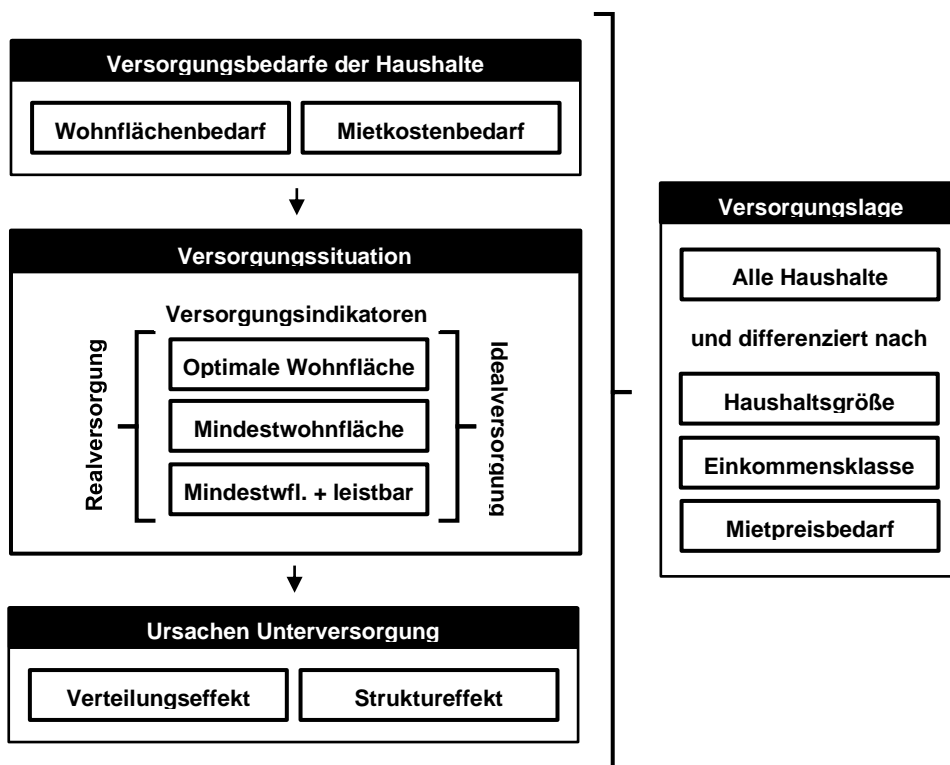 Versorgungsbedarfe der Haushalte
Wohnflächenbedarf
Mietkostenbedarf
Versorgungssituation
Versorgungsindikatoren
Realversorgung
Optimale Wohnfläche
Mindestwohnfläche
Mindestwfl. + leistbar
Idealversorgung
Ursachen Unterversorgung
Verteilungseffekt
Struktureffekt
Versorgungslage
Alle Haushalte
und differenziert nach
Haushaltsgröße
Einkommensklasse
Mietpreisbedarf